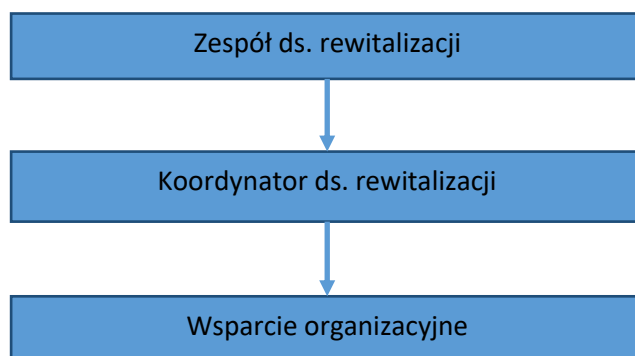 Zespół ds. rewitalizacji
Koordynator ds. rewitalizacji
Wsparcie organizacyjne